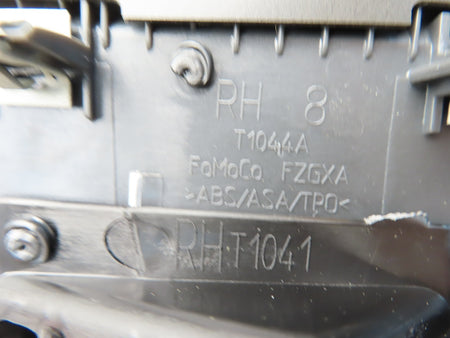 RH 8
T1044A
FoMoCo FZGXA
>ABS/ASA/TPO<
RH T1041